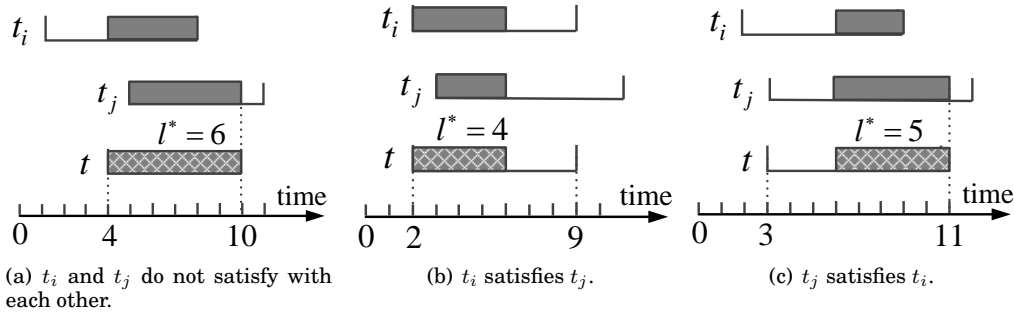 t_i
t_j
l* = 6
t
time
0 4 10
(a) t_i and t_j do not satisfy with
each other.
t_i
t_j
l* = 4
t
time
0 2 9
(b) t_i satisfies t_j.
t_i
t_j
l* = 5
t
time
0 3 11
(c) t_j satisfies t_i.